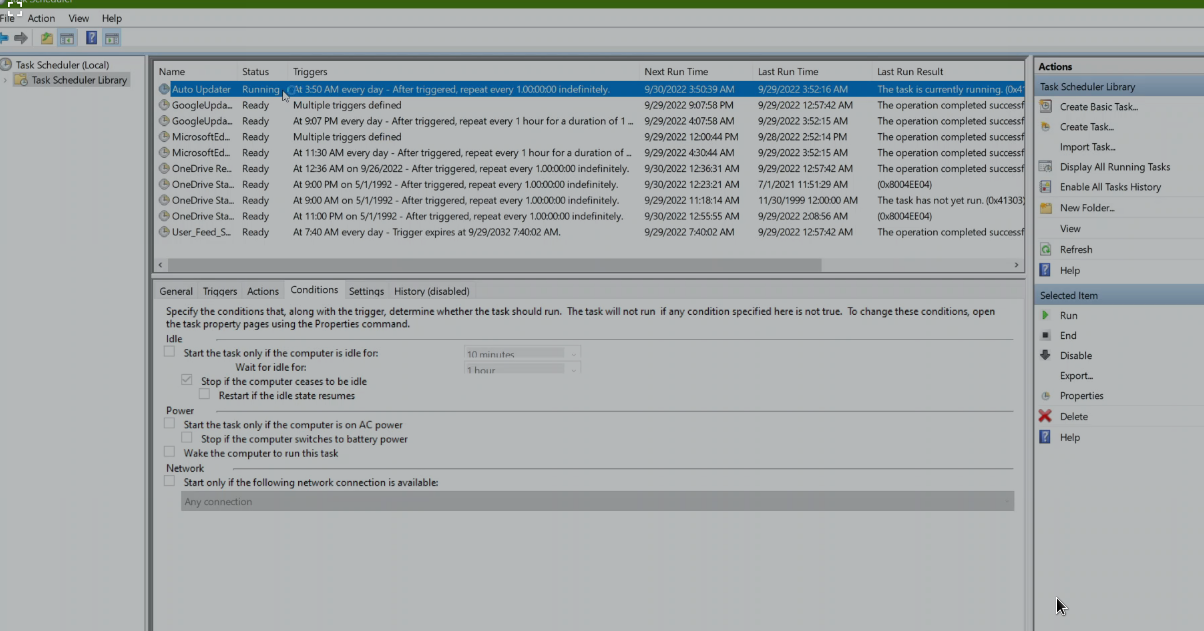 Task Scheduler
File Action View Help
Task Scheduler (Local)
Task Scheduler Library
Name Status Triggers Next Run Time Last Run Time Last Run Result
Auto Updater Running At 3:50 AM every day - After triggered, repeat every 1.00:00:00 indefinitely. 9/30/2022 3:50:39 AM 9/29/2022 3:52:16 AM The task is currently running. (0x41
GoogleUpda... Ready Multiple triggers defined 9/29/2022 9:07:58 PM 9/29/2022 12:57:42 AM The operation completed successf
GoogleUpda... Ready At 9:07 PM every day - After triggered, repeat every 1 hour for a duration of 1 ... 9/29/2022 4:07:58 AM 9/29/2022 3:52:15 AM The operation completed successf
MicrosoftEd... Ready Multiple triggers defined 9/29/2022 12:00:44 PM 9/28/2022 2:52:14 PM The operation completed successf
MicrosoftEd... Ready At 11:30 AM every day - After triggered, repeat every 1 hour for a duration of ... 9/29/2022 4:30:44 AM 9/29/2022 3:52:15 AM The operation completed successf
OneDrive Re... Ready At 12:36 AM on 9/26/2022 - After triggered, repeat every 1.00:00:00 indefinitely. 9/30/2022 12:36:31 AM 9/29/2022 12:57:42 AM The operation completed successf
OneDrive Sta... Ready At 9:00 PM on 5/1/1992 - After triggered, repeat every 1.00:00:00 indefinitely. 9/30/2022 12:23:21 AM 7/1/2021 11:51:29 AM (0x8004EE04)
OneDrive Sta... Ready At 9:00 AM on 5/1/1992 - After triggered, repeat every 1.00:00:00 indefinitely. 9/29/2022 11:18:14 AM 11/30/1999 12:00:00 AM The task has not yet run. (0x41303)
OneDrive Sta... Ready At 11:00 PM on 5/1/1992 - After triggered, repeat every 1.00:00:00 indefinitely. 9/30/2022 12:55:55 AM 9/29/2022 2:08:56 AM (0x8004EE04)
User_Feed_S... Ready At 7:40 AM every day - Trigger expires at 9/29/2032 7:40:02 AM. 9/29/2022 7:40:02 AM 9/29/2022 12:57:42 AM The operation completed successf
General Triggers Actions Conditions Settings History (disabled)
Specify the conditions that, along with the trigger, determine whether the task should run. The task will not run if any condition specified here is not true. To change these conditions, open
the task property pages using the Properties command.
Idle
Start the task only if the computer is idle for: 10 minutes
Wait for idle for: 1 hour
Stop if the computer ceases to be idle
Restart if the idle state resumes
Power
Start the task only if the computer is on AC power
Stop if the computer switches to battery power
Wake the computer to run this task
Network
Start only if the following network connection is available:
Any connection
Actions
Task Scheduler Library
Create Basic Task...
Create Task...
Import Task...
Display All Running Tasks
Enable All Tasks History
New Folder...
View
Refresh
Help
Selected Item
Run
End
Disable
Export...
Properties
Delete
Help